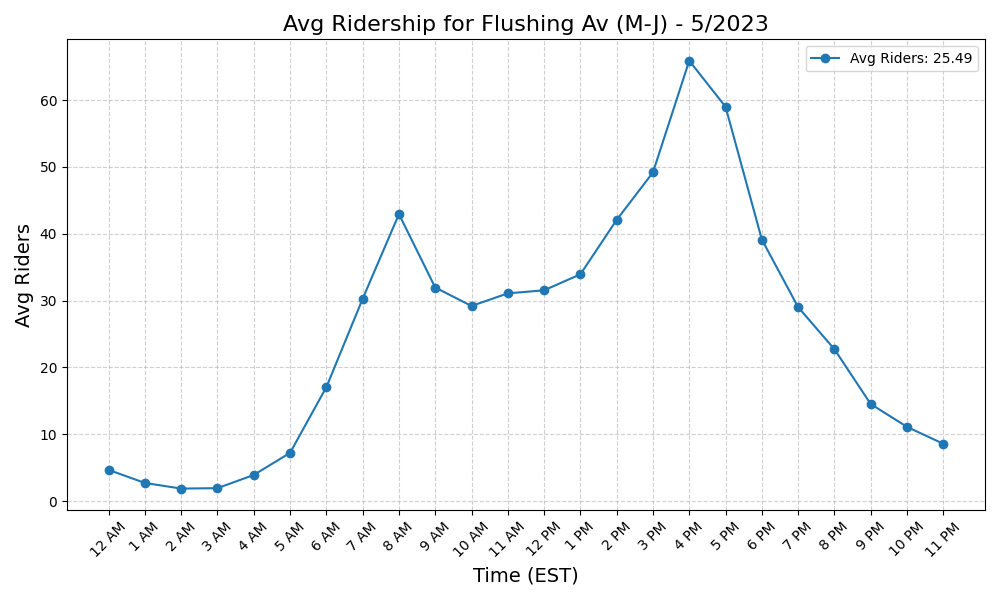 Avg Ridership for Flushing Av (M-J) - 5/2023
Avg Riders: 25.49
Avg Riders
60
50
40
30
20
10
0
12 AM
1 AM
2 AM
3 AM
4 AM
5 AM
6 AM
7 AM
8 AM
9 AM
10 AM
11 AM
12 PM
1 PM
2 PM
3 PM
4 PM
5 PM
6 PM
7 PM
8 PM
9 PM
10 PM
11 PM
Time (EST)